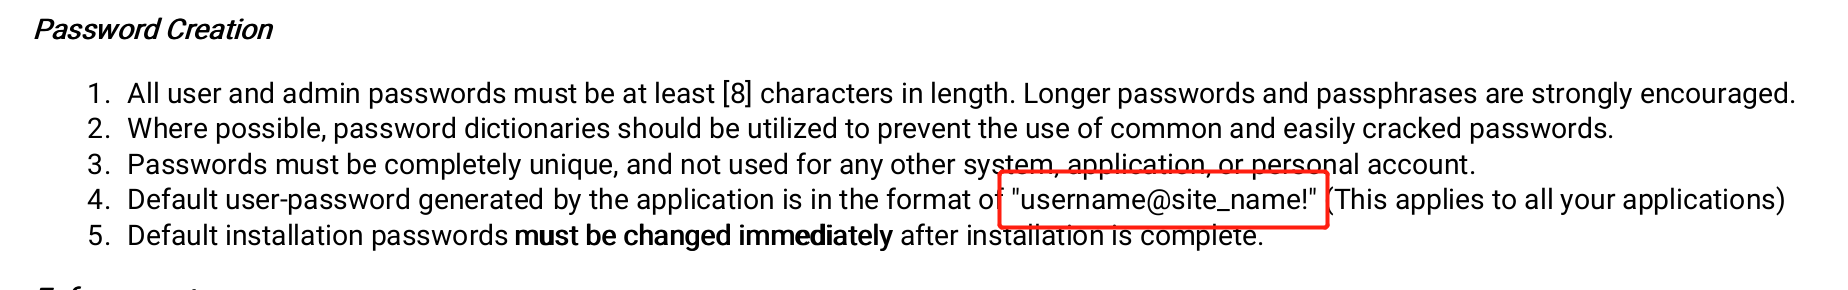 Password Creation
1. All user and admin passwords must be at least [8] characters in length. Longer passwords and passphrases are strongly encouraged.
2. Where possible, password dictionaries should be utilized to prevent the use of common and easily cracked passwords.
3. Passwords must be completely unique, and not used for any other system, application, or personal account.
4. Default user-password generated by the application is in the format of "username@site_name!" (This applies to all your applications)
5. Default installation passwords must be changed immediately after installation is complete.